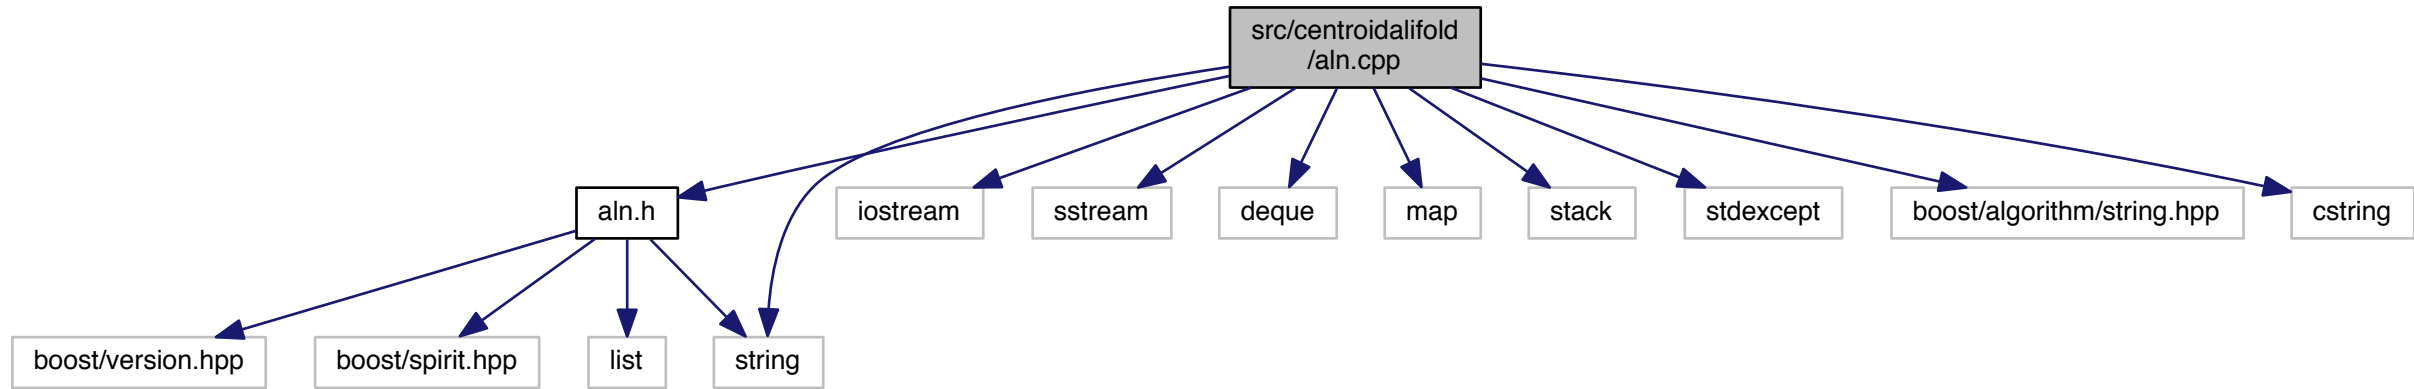 src/centroidalifold
/aln.cpp
aln.h
iostream
sstream
deque
map
stack
stdexcept
boost/algorithm/string.hpp
cstring
boost/version.hpp
boost/spirit.hpp
list
string